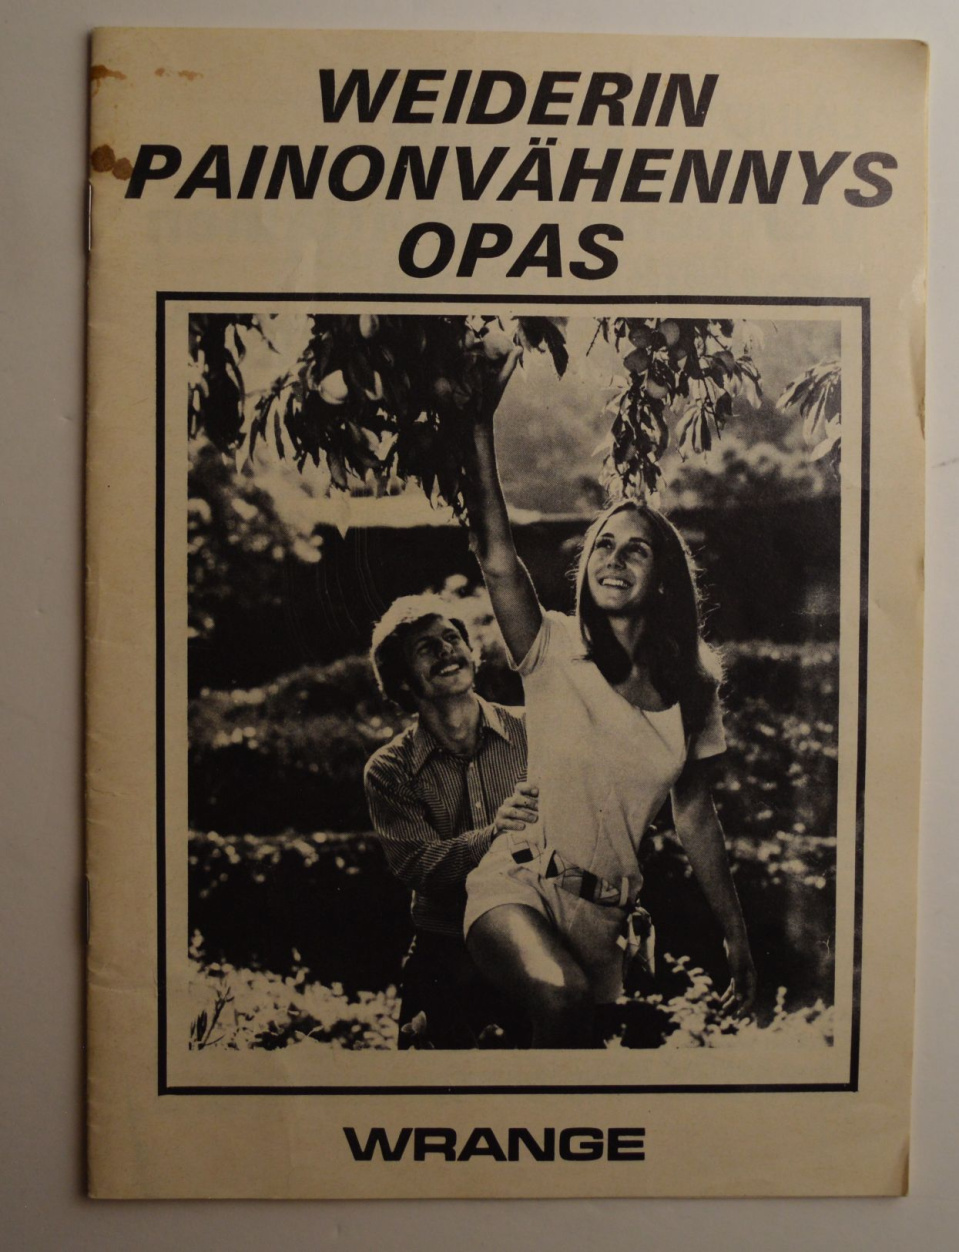 WEIDERIN
PAINONVÄHENNYS
OPAS
WRANGE